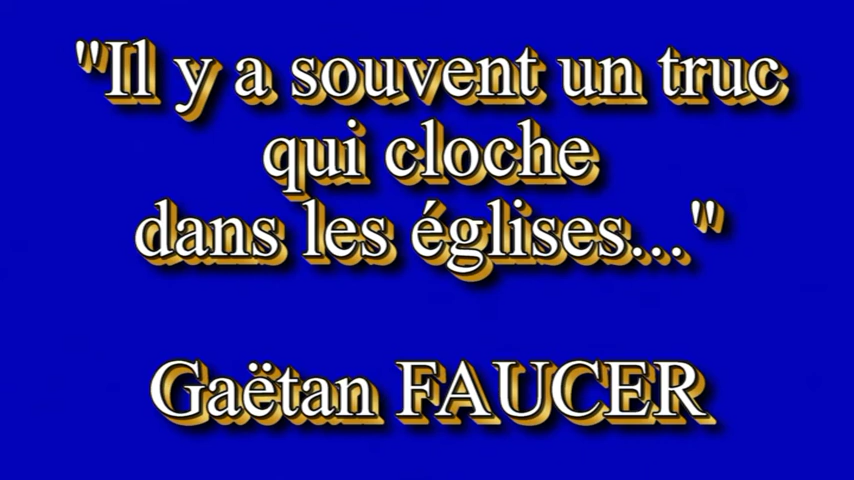 "Il y a souvent un truc
qui cloche
dans les églises..."
Gaëtan FAUCER